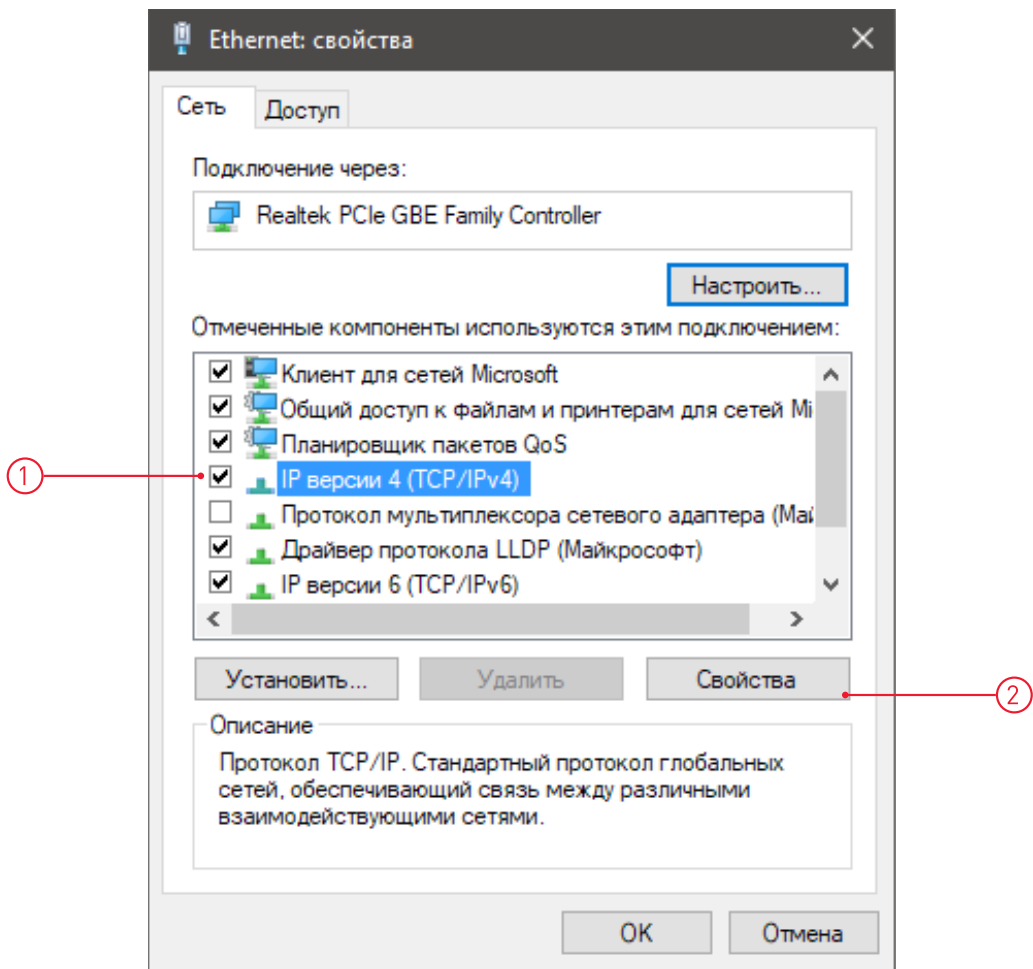 Ethernet: свойства
Сеть
Доступ
Подключение через:
Realtek PCIe GBE Family Controller
Настроить...
Отмеченные компоненты используются этим подключением:
Клиент для сетей Microsoft
Общий доступ к файлам и принтерам для сетей Mi
Планировщик пакетов QoS
1
IP версии 4 (TCP/IPv4)
Протокол мультиплексора сетевого адаптера (Май
Драйвер протокола LLDP (Майкрософт)
IP версии 6 (TCP/IPv6)
Установить...
Удалить
Свойства
2
Описание
Протокол TCP/IP. Стандартный протокол глобальных
сетей, обеспечивающий связь между различными
взаимодействующими сетями.
OK
Отмена